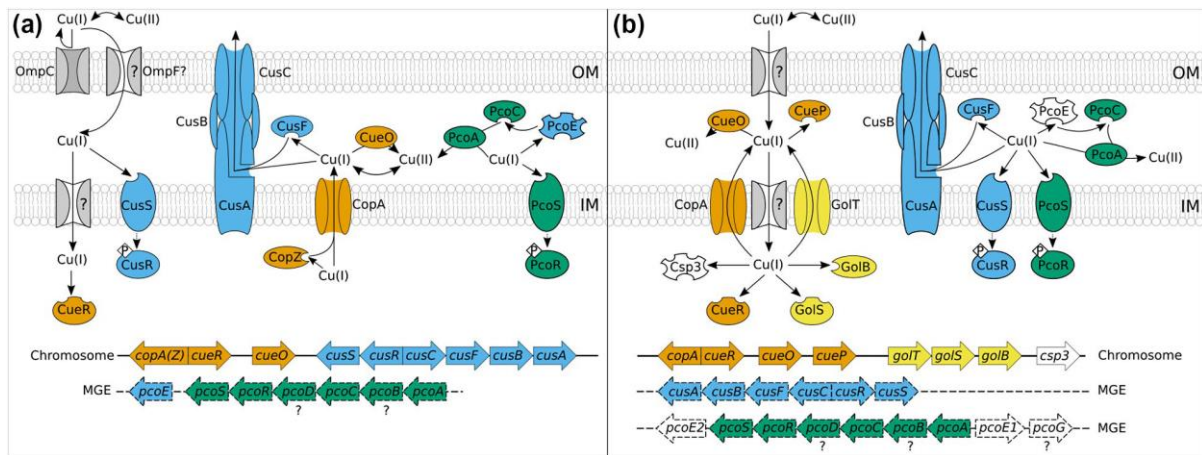 (a)
Cu(I) Cu(II)
OmpC ? OmpF? CusC OM
CusB
CusF CueO PcoC PcoE
Cu(I) Cu(I) Cu(II) PcoA Cu(I)
? CusS CusA CopA PcoS IM
P P
Cu(I) CusR CopZ Cu(I) PcoR
CueR
Chromosome copA(Z) cueR cueO cusS cusR cusC cusF cusB cusA
MGE pcoE pcoS pcoR pcoD pcoC pcoB pcoA
? ?
(b)
Cu(I) Cu(II)
? CusC OM
CusB
CueO CueP CusF PcoE PcoC
Cu(II) Cu(I) Cu(I) PcoA Cu(II)
CopA ? GolT CusA CusS PcoS IM
P P
Csp3 Cu(I) GolB CusR PcoR
CueR GolS
copA cueR cueO cueP golT golS golB csp3 Chromosome
cusA cusB cusF cusC cusR cusS MGE
pcoE2 pcoS pcoR pcoD pcoC pcoB pcoA pcoE1 pcoG MGE
? ? ?